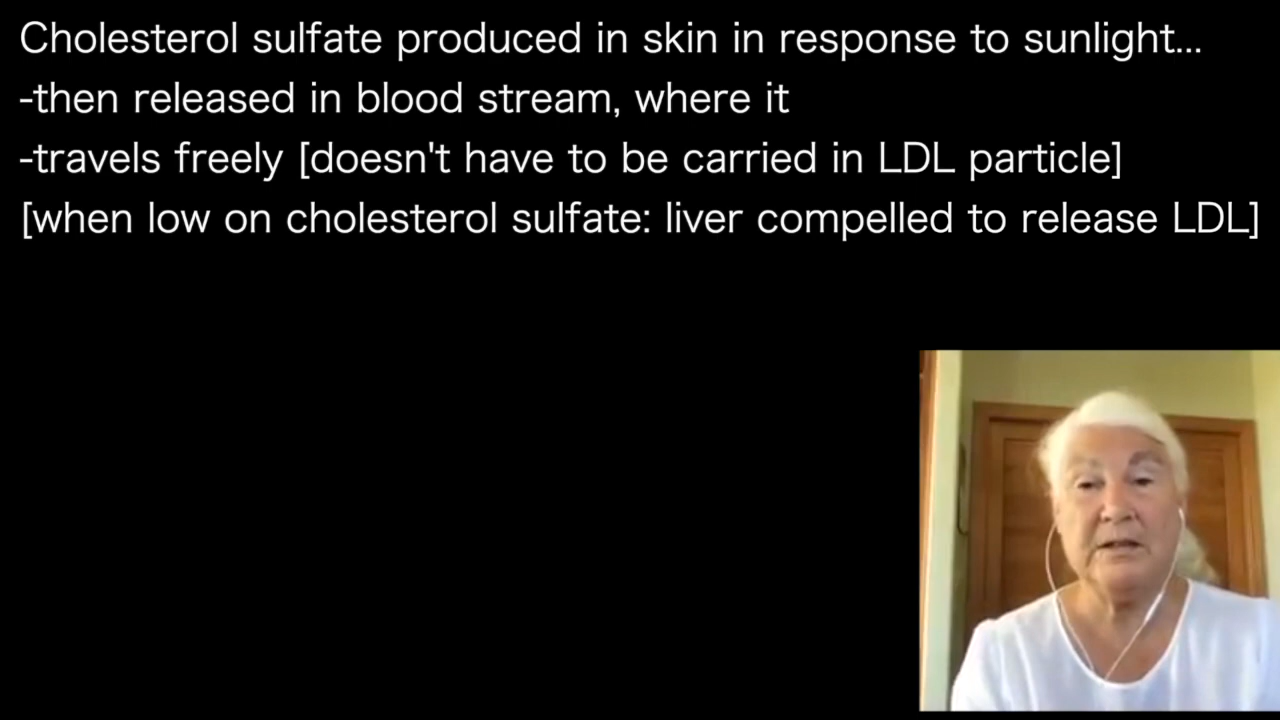 Cholesterol sulfate produced in skin in response to sunlight...
-then released in blood stream, where it
-travels freely [doesn't have to be carried in LDL particle]
[when low on cholesterol sulfate: liver compelled to release LDL]